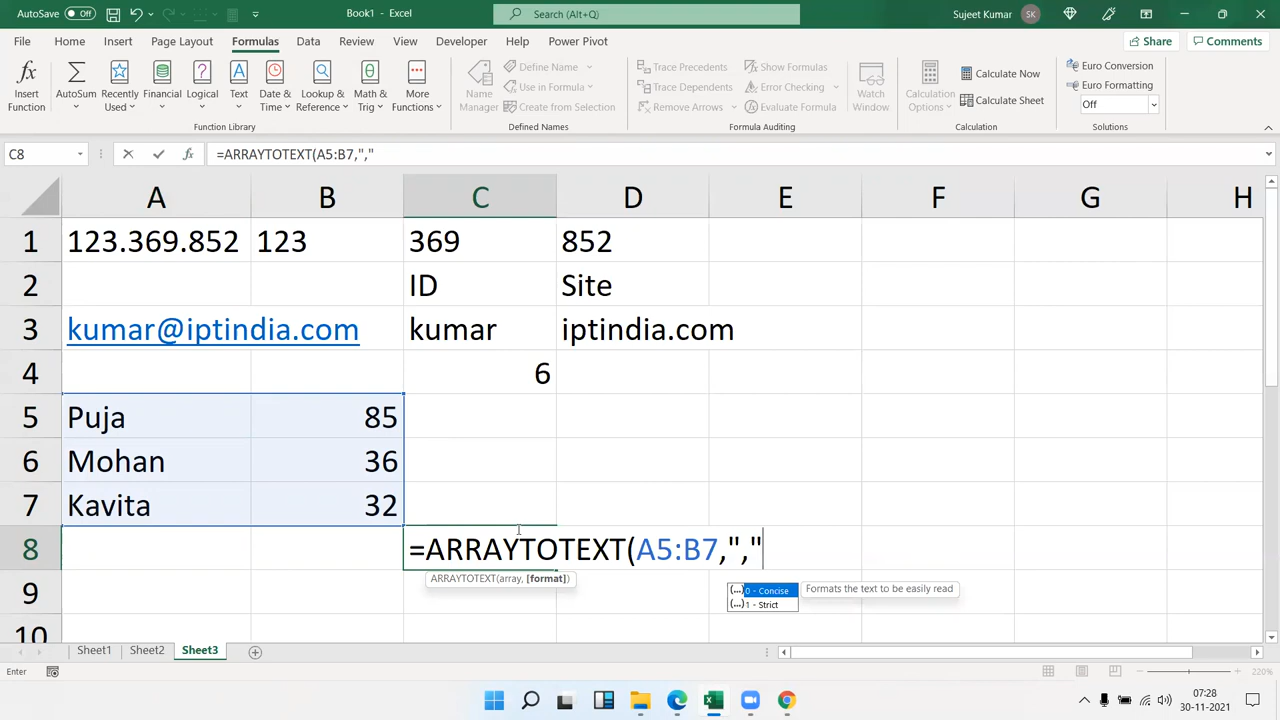 AutoSave Off Book1 - Excel Search (Alt+Q) Sujeet Kumar SK
File Home Insert Page Layout Formulas Data Review View Developer Help Power Pivot Share Comments
Insert Function
AutoSum
Recently Used
Financial
Logical
Text
Date & Time
Lookup & Reference
Math & Trig
More Functions
Function Library
Name Manager
Define Name
Use in Formula
Create from Selection
Defined Names
Trace Precedents
Trace Dependents
Remove Arrows
Show Formulas
Error Checking
Evaluate Formula
Formula Auditing
Watch Window
Calculation Options
Calculate Now
Calculate Sheet
Calculation
Euro Conversion
Euro Formatting
Off
Solutions
C8 fx =ARRAYTOTEXT(A5:B7,","
A B C D E F G H
1 123.369.852 123 369 852
2 ID Site
3 kumar@iptindia.com kumar iptindia.com
4 6
5 Puja 85
6 Mohan 36
7 Kavita 32
8 =ARRAYTOTEXT(A5:B7,","
ARRAYTOTEXT(array, [format])
9
(...) 0 - Concise Formats the text to be easily read
(...) 1 - Strict
10
Sheet1 Sheet2 Sheet3
Enter 220%
07:28
30-11-2021